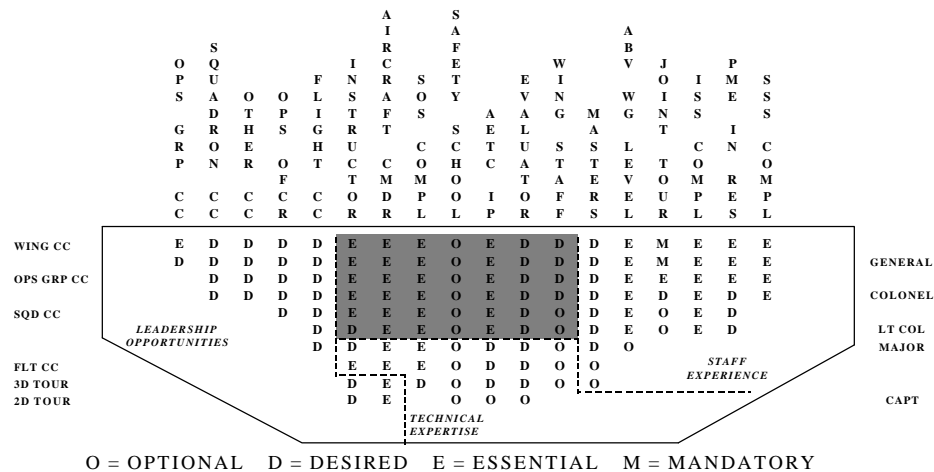 OPS GRP CC
SQUADRON CC
OTHER CC
OPS OFCR
FLIGHT CC
INSTRUCTOR
AIRCRAFT CMDR
SOS COMPL
SAFETY SCHOOL
AETC IP
EVALUATOR
WING STAFF
MASTERS
ABV WG LEVEL
JOINT TOUR
ISS COMPL
PME IN RES
SSS COMPL
WING CC E D D D D E E E O E D D D E M E E E
D D D D D E E E O E D D D E M E E E GENERAL
OPS GRP CC D D D D E E E O E D D D E E E E E
D D D D E E E O E D D D E D E D E COLONEL
SQD CC D D E E E O E D O D E O E D
LEADERSHIP OPPORTUNITIES D D E E O E D O D E O E D LT COL
D D E E O D D O D O MAJOR
FLT CC E E E O D D O O STAFF EXPERIENCE
3D TOUR D E D O D D O O
2D TOUR D E O O O CAPT
TECHNICAL
EXPERTISE
O = OPTIONAL D = DESIRED E = ESSENTIAL M = MANDATORY